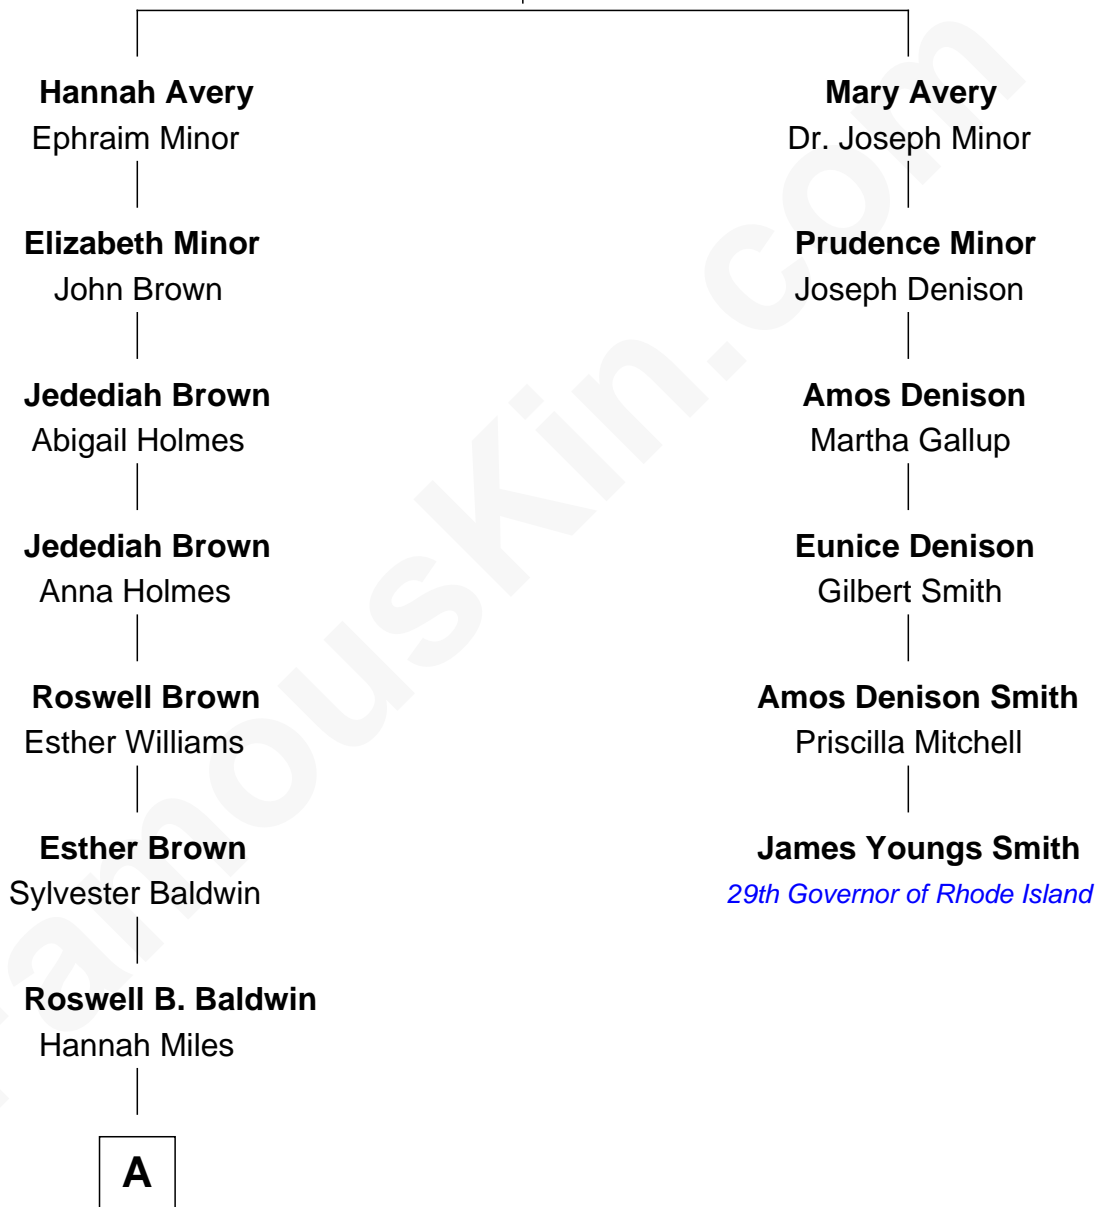 Hannah Avery
Ephraim Minor
Mary Avery
Dr. Joseph Minor
Elizabeth Minor
John Brown
Prudence Minor
Joseph Denison
Jedediah Brown
Abigail Holmes
Amos Denison
Martha Gallup
Jedediah Brown
Anna Holmes
Eunice Denison
Gilbert Smith
Roswell Brown
Esther Williams
Amos Denison Smith
Priscilla Mitchell
Esther Brown
Sylvester Baldwin
James Youngs Smith
29th Governor of Rhode Island
Roswell B. Baldwin
Hannah Miles
A
FamousKin.com